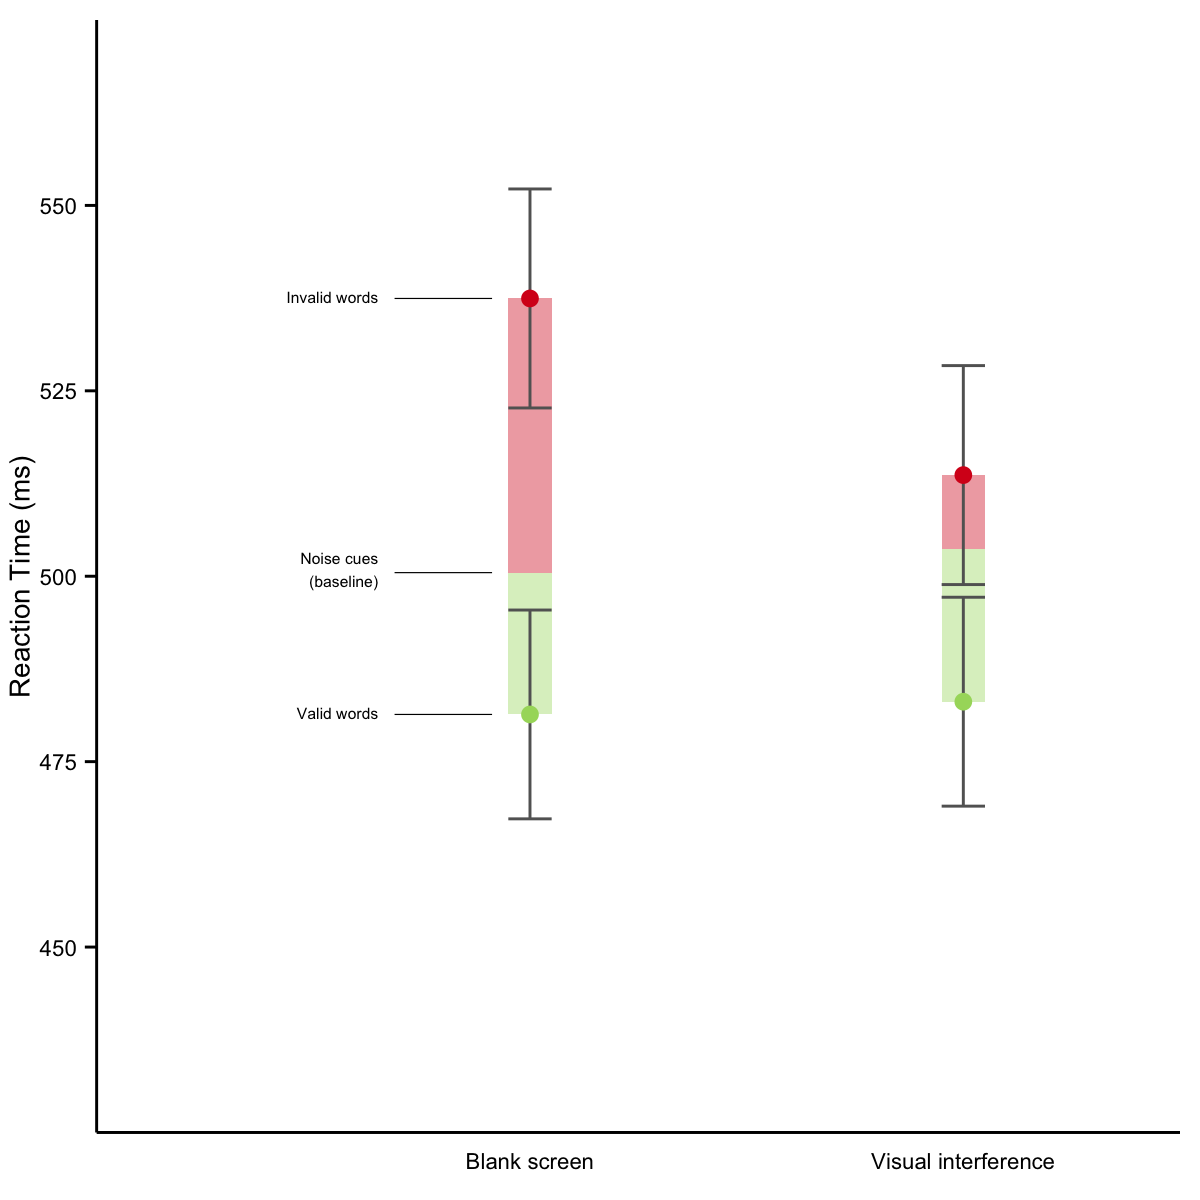 Reaction Time (ms)
550
525
500
475
450
Invalid words
Noise cues
(baseline)
Valid words
Blank screen
Visual interference